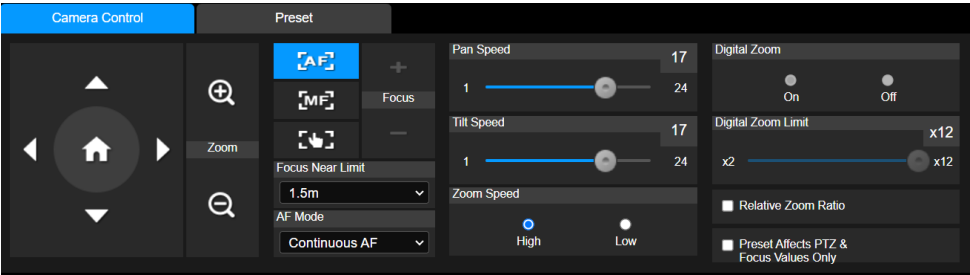 Camera Control
Preset
Zoom
AF
MF
Focus
Focus Near Limit
1.5m
AF Mode
Continuous AF
Pan Speed
17
1
24
Tilt Speed
17
1
24
Zoom Speed
High
Low
Digital Zoom
On
Off
Digital Zoom Limit
x12
x2
x12
Relative Zoom Ratio
Preset Affects PTZ &
Focus Values Only